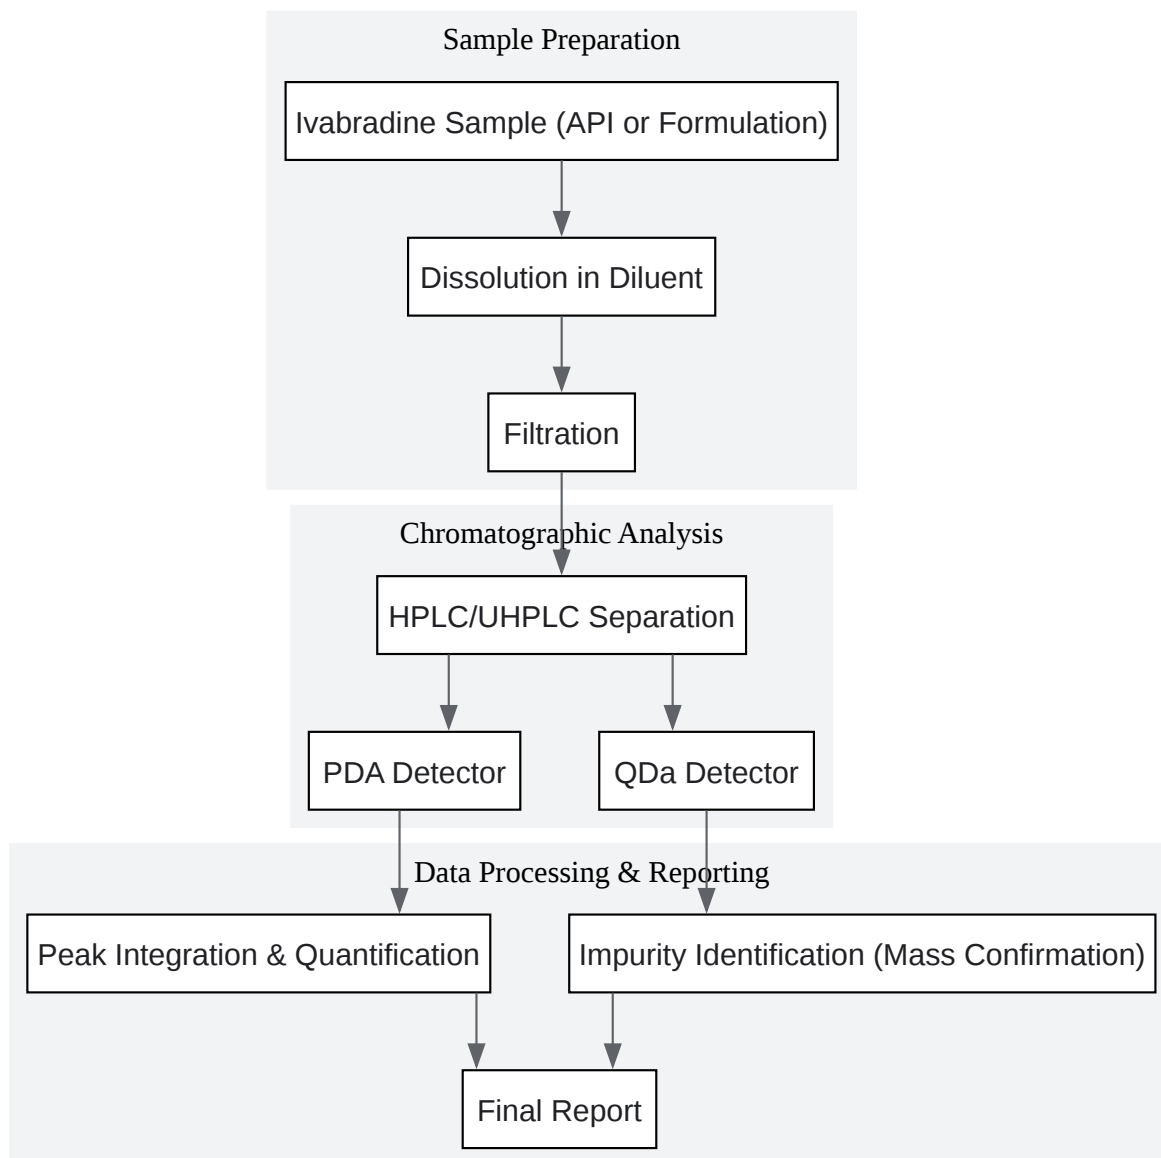 Sample Preparation
Ivabradine Sample (API or Formulation)
Dissolution in Diluent
Filtration
Chromatographic Analysis
HPLC/UHPLC Separation
PDA Detector
QDa Detector
Data Processing & Reporting
Peak Integration & Quantification
Impurity Identification (Mass Confirmation)
Final Report